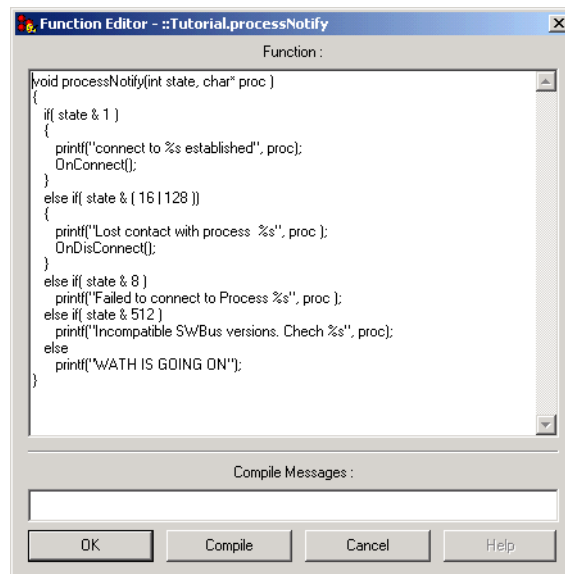 Function Editor - ::Tutorial.processNotify
Function :
void processNotify(int state, char* proc )
{
if( state & 1 )
{
printf("connect to %s established", proc);
OnConnect();
}
else if( state & ( 16 | 128 ))
{
printf("Lost contact with process  %s", proc );
OnDisConnect();
}
else if( state & 8 )
printf("Failed to connect to Process %s", proc );
else if( state & 512 )
printf("Incompatible SWBus versions. Chech %s", proc);
else
printf("WATH IS GOING ON");
}
Compile Messages :
OK Compile Cancel Help